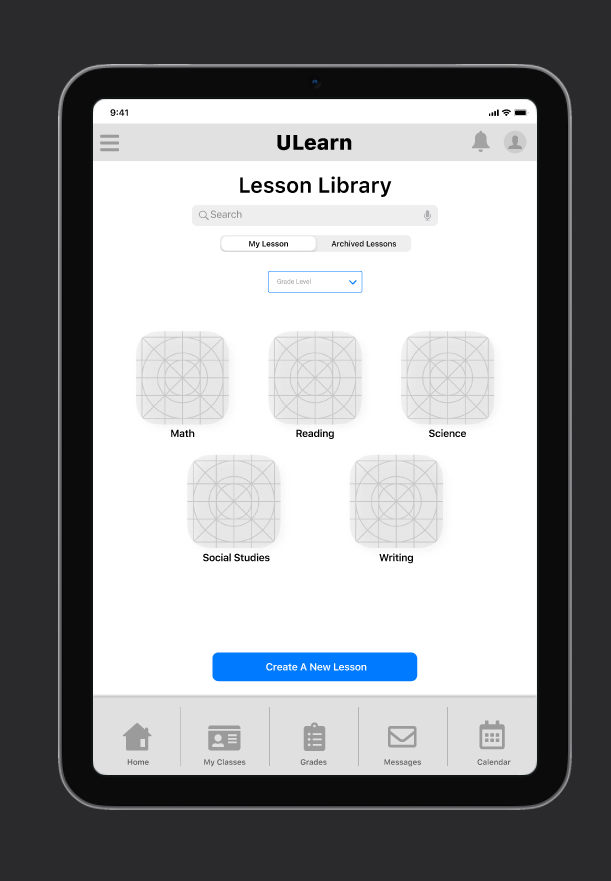 9:41
ULearn
Lesson Library
Search
My Lesson Archived Lessons
Grade Level
Math Reading Science
Social Studies Writing
Create A New Lesson
Home My Classes Grades Messages Calendar